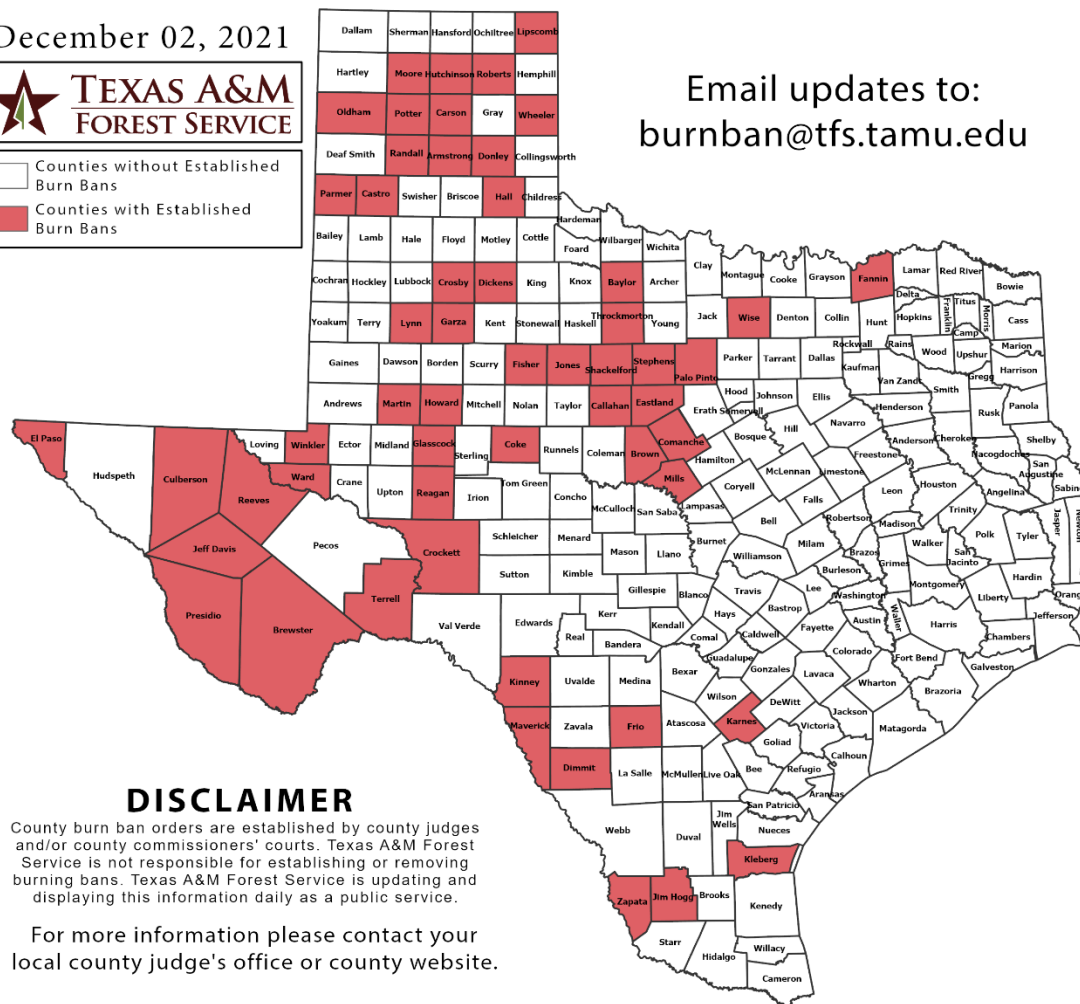 December 02, 2021
TEXAS A&M
FOREST SERVICE
Counties without Established
Burn Bans
Counties with Established
Burn Bans
Email updates to:
burnban@tfs.tamu.edu
Dallam Sherman Hansford Ochiltree Lipscomb
Hartley Moore Hutchinson Roberts Hemphill
Oldham Potter Carson Gray Wheeler
Deaf Smith Randall Armstrong Donley Collingsworth
Parmer Castro Swisher Briscoe Hall Childress
Hardeman
Bailey Lamb Hale Floyd Motley Cottle Foard Wilbarger Wichita
Clay Montague Cooke Grayson Fannin Lamar Red River Bowie
Cochran Hockley Lubbock Crosby Dickens King Knox Baylor Archer
Delta Franklin Titus Morris Cass
Yoakum Terry Lynn Garza Kent Stonewall Haskell Throckmorton Young Jack Wise Denton Collin Hunt Hopkins Camp
Rockwall Rains Wood Upshur Marion
Gaines Dawson Borden Scurry Fisher Jones Shackelford Stephens Palo Pinto Parker Tarrant Dallas Kaufman Van Zandt Smith Gregg Harrison
Andrews Martin Howard Mitchell Nolan Taylor Callahan Eastland Erath Hood Somervell Johnson Ellis Henderson Rusk Panola
El Paso Hudspeth Culberson Reeves Loving Winkler Ector Midland Glasscock Sterling Coke Runnels Coleman Brown Comanche Hamilton Bosque Hill Navarro Anderson Cherokee Nacogdoches Shelby
Ward Crane Upton Reagan Irion Tom Green Concho McCulloch San Saba Mills Lampasas Coryell McLennan Limestone Freestone Leon Houston Angelina San Augustine Sabin
Jeff Davis Pecos Crockett Schleicher Menard Mason Llano Burnet Bell Falls Robertson Madison Trinity Polk Tyler Jasper Newton
Presidio Brewster Terrell Sutton Kimble Gillespie Blanco Williamson Milam Brazos Burleson Grimes Walker San Jacinto Montgomery Liberty Hardin Orang
Val Verde Edwards Real Kerr Bandera Kendall Comal Hays Travis Bastrop Lee Washington Austin Waller Harris Chambers Jefferson
Kinney Uvalde Medina Bexar Guadalupe Caldwell Gonzales Fayette Lavaca Colorado Wharton Fort Bend Brazoria Galveston
Maverick Zavala Frio Atascosa Wilson Karnes DeWitt Goliad Victoria Jackson Matagorda
Dimmit La Salle McMullen Live Oak Bee Refugio Calhoun Aransas
Webb Duval Jim Wells San Patricio Nueces
Kleberg
Zapata Jim Hogg Brooks Kenedy
Starr Hidalgo Willacy
Cameron
DISCLAIMER
County burn ban orders are established by county judges
and/or county commissioners' courts. Texas A&M Forest
Service is not responsible for establishing or removing
burning bans. Texas A&M Forest Service is updating and
displaying this information daily as a public service.
For more information please contact your
local county judge's office or county website.